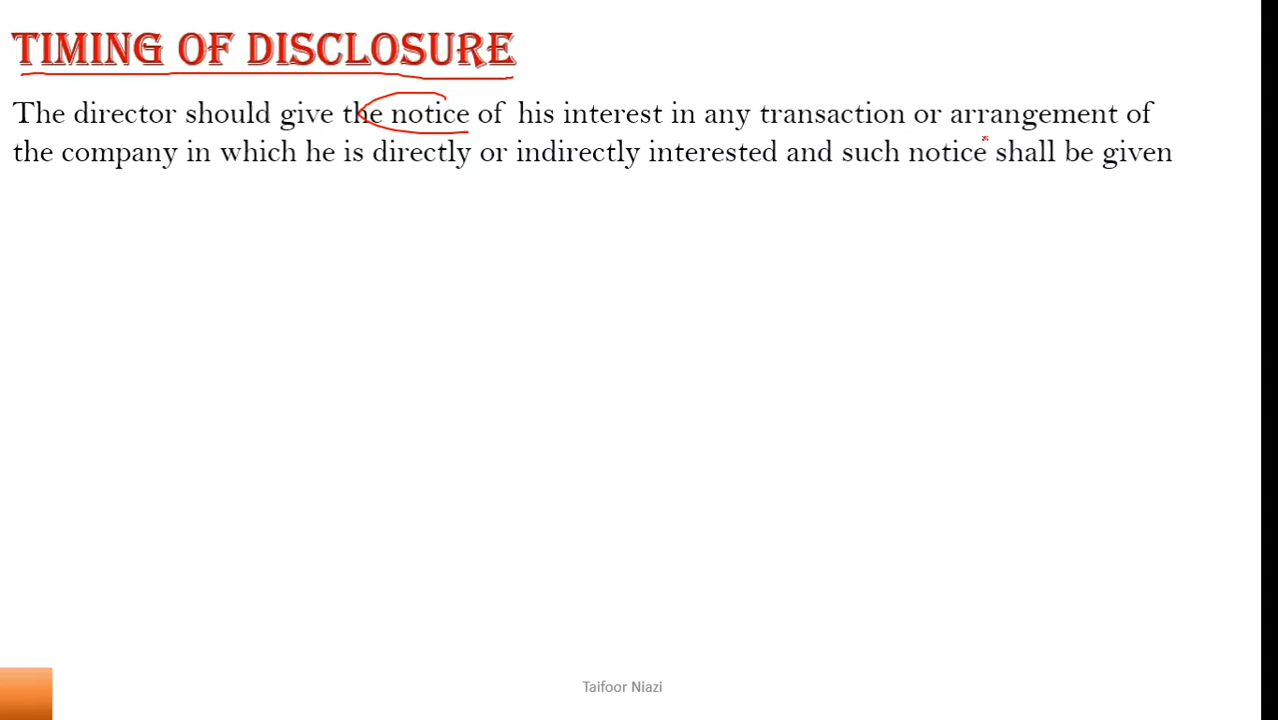 TIMING OF DISCLOSURE
The director should give the notice of his interest in any transaction or arrangement of
the company in which he is directly or indirectly interested and such notice shall be given
Taifoor Niazi